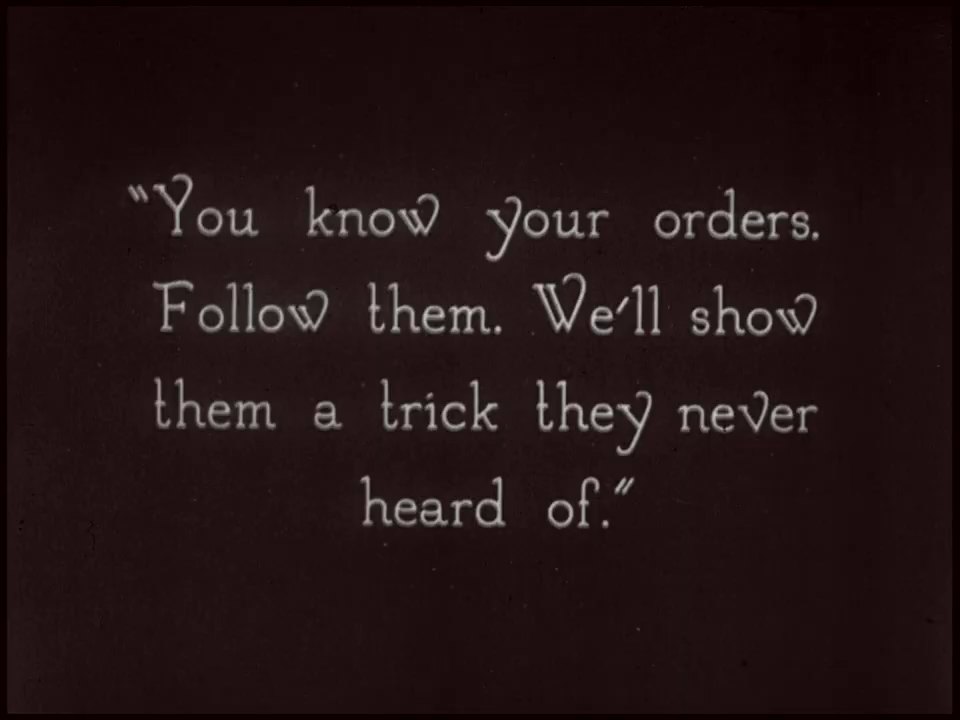 "You know your orders.
Follow them. We'll show
them a trick they never
heard of."